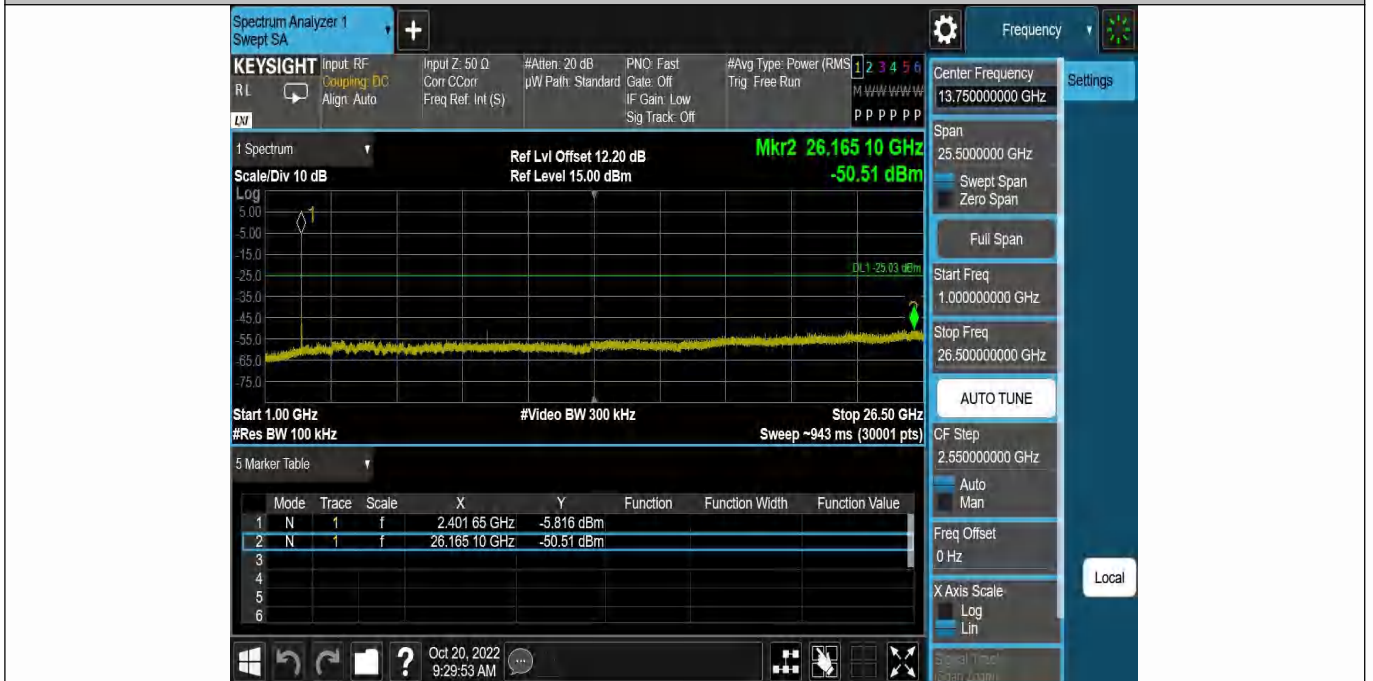 Spectrum Analyzer 1
Swept SA
+
Frequency
KEYSIGHT
RL
LXI
Input: RF
Coupling: DC
Align: Auto
Input Z: 50 Ω
Corr CCorr
Freq Ref: Int (S)
#Atten: 20 dB
µW Path: Standard
PNO: Fast
Gate: Off
IF Gain: Low
Sig Track: Off
#Avg Type: Power (RMS
Trig: Free Run
1 2 3 4 5 6
M W W W W W
P P P P P P
1 Spectrum
Scale/Div 10 dB
Ref Lvl Offset 12.20 dB
Ref Level 15.00 dBm
Mkr2 26.165 10 GHz
-50.51 dBm
Log
5.00
-5.00
-15.0
-25.0
-35.0
-45.0
-55.0
-65.0
-75.0
1
DL1 -25.03 dBm
2
Start 1.00 GHz
#Res BW 100 kHz
#Video BW 300 kHz
Stop 26.50 GHz
Sweep ~943 ms (30001 pts)
5 Marker Table
Mode Trace Scale X Y Function Function Width Function Value
1 N 1 f 2.401 65 GHz -5.816 dBm
2 N 1 f 26.165 10 GHz -50.51 dBm
3
4
5
6
Oct 20, 2022
9:29:53 AM
?
Center Frequency
13.750000000 GHz
Settings
Span
25.5000000 GHz
Swept Span
Zero Span
Full Span
Start Freq
1.000000000 GHz
Stop Freq
26.500000000 GHz
AUTO TUNE
CF Step
2.550000000 GHz
Auto
Man
Freq Offset
0 Hz
X Axis Scale
Log
Lin
Local
Signal Track
(Span Zoom)